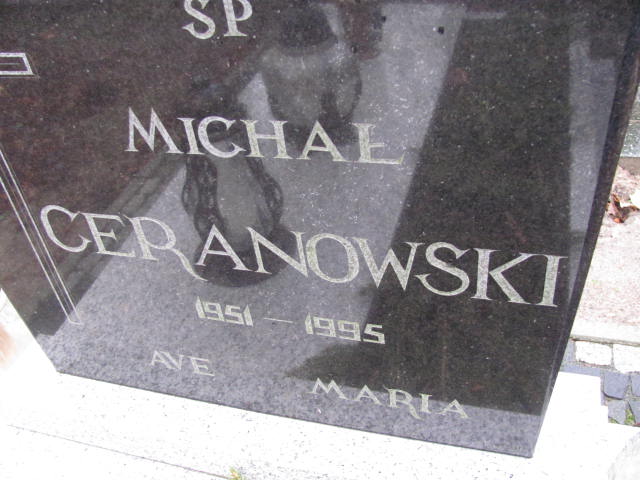 SP
MICHAŁ
CERANOWSKI
1951 - 1995
AVE MARIA